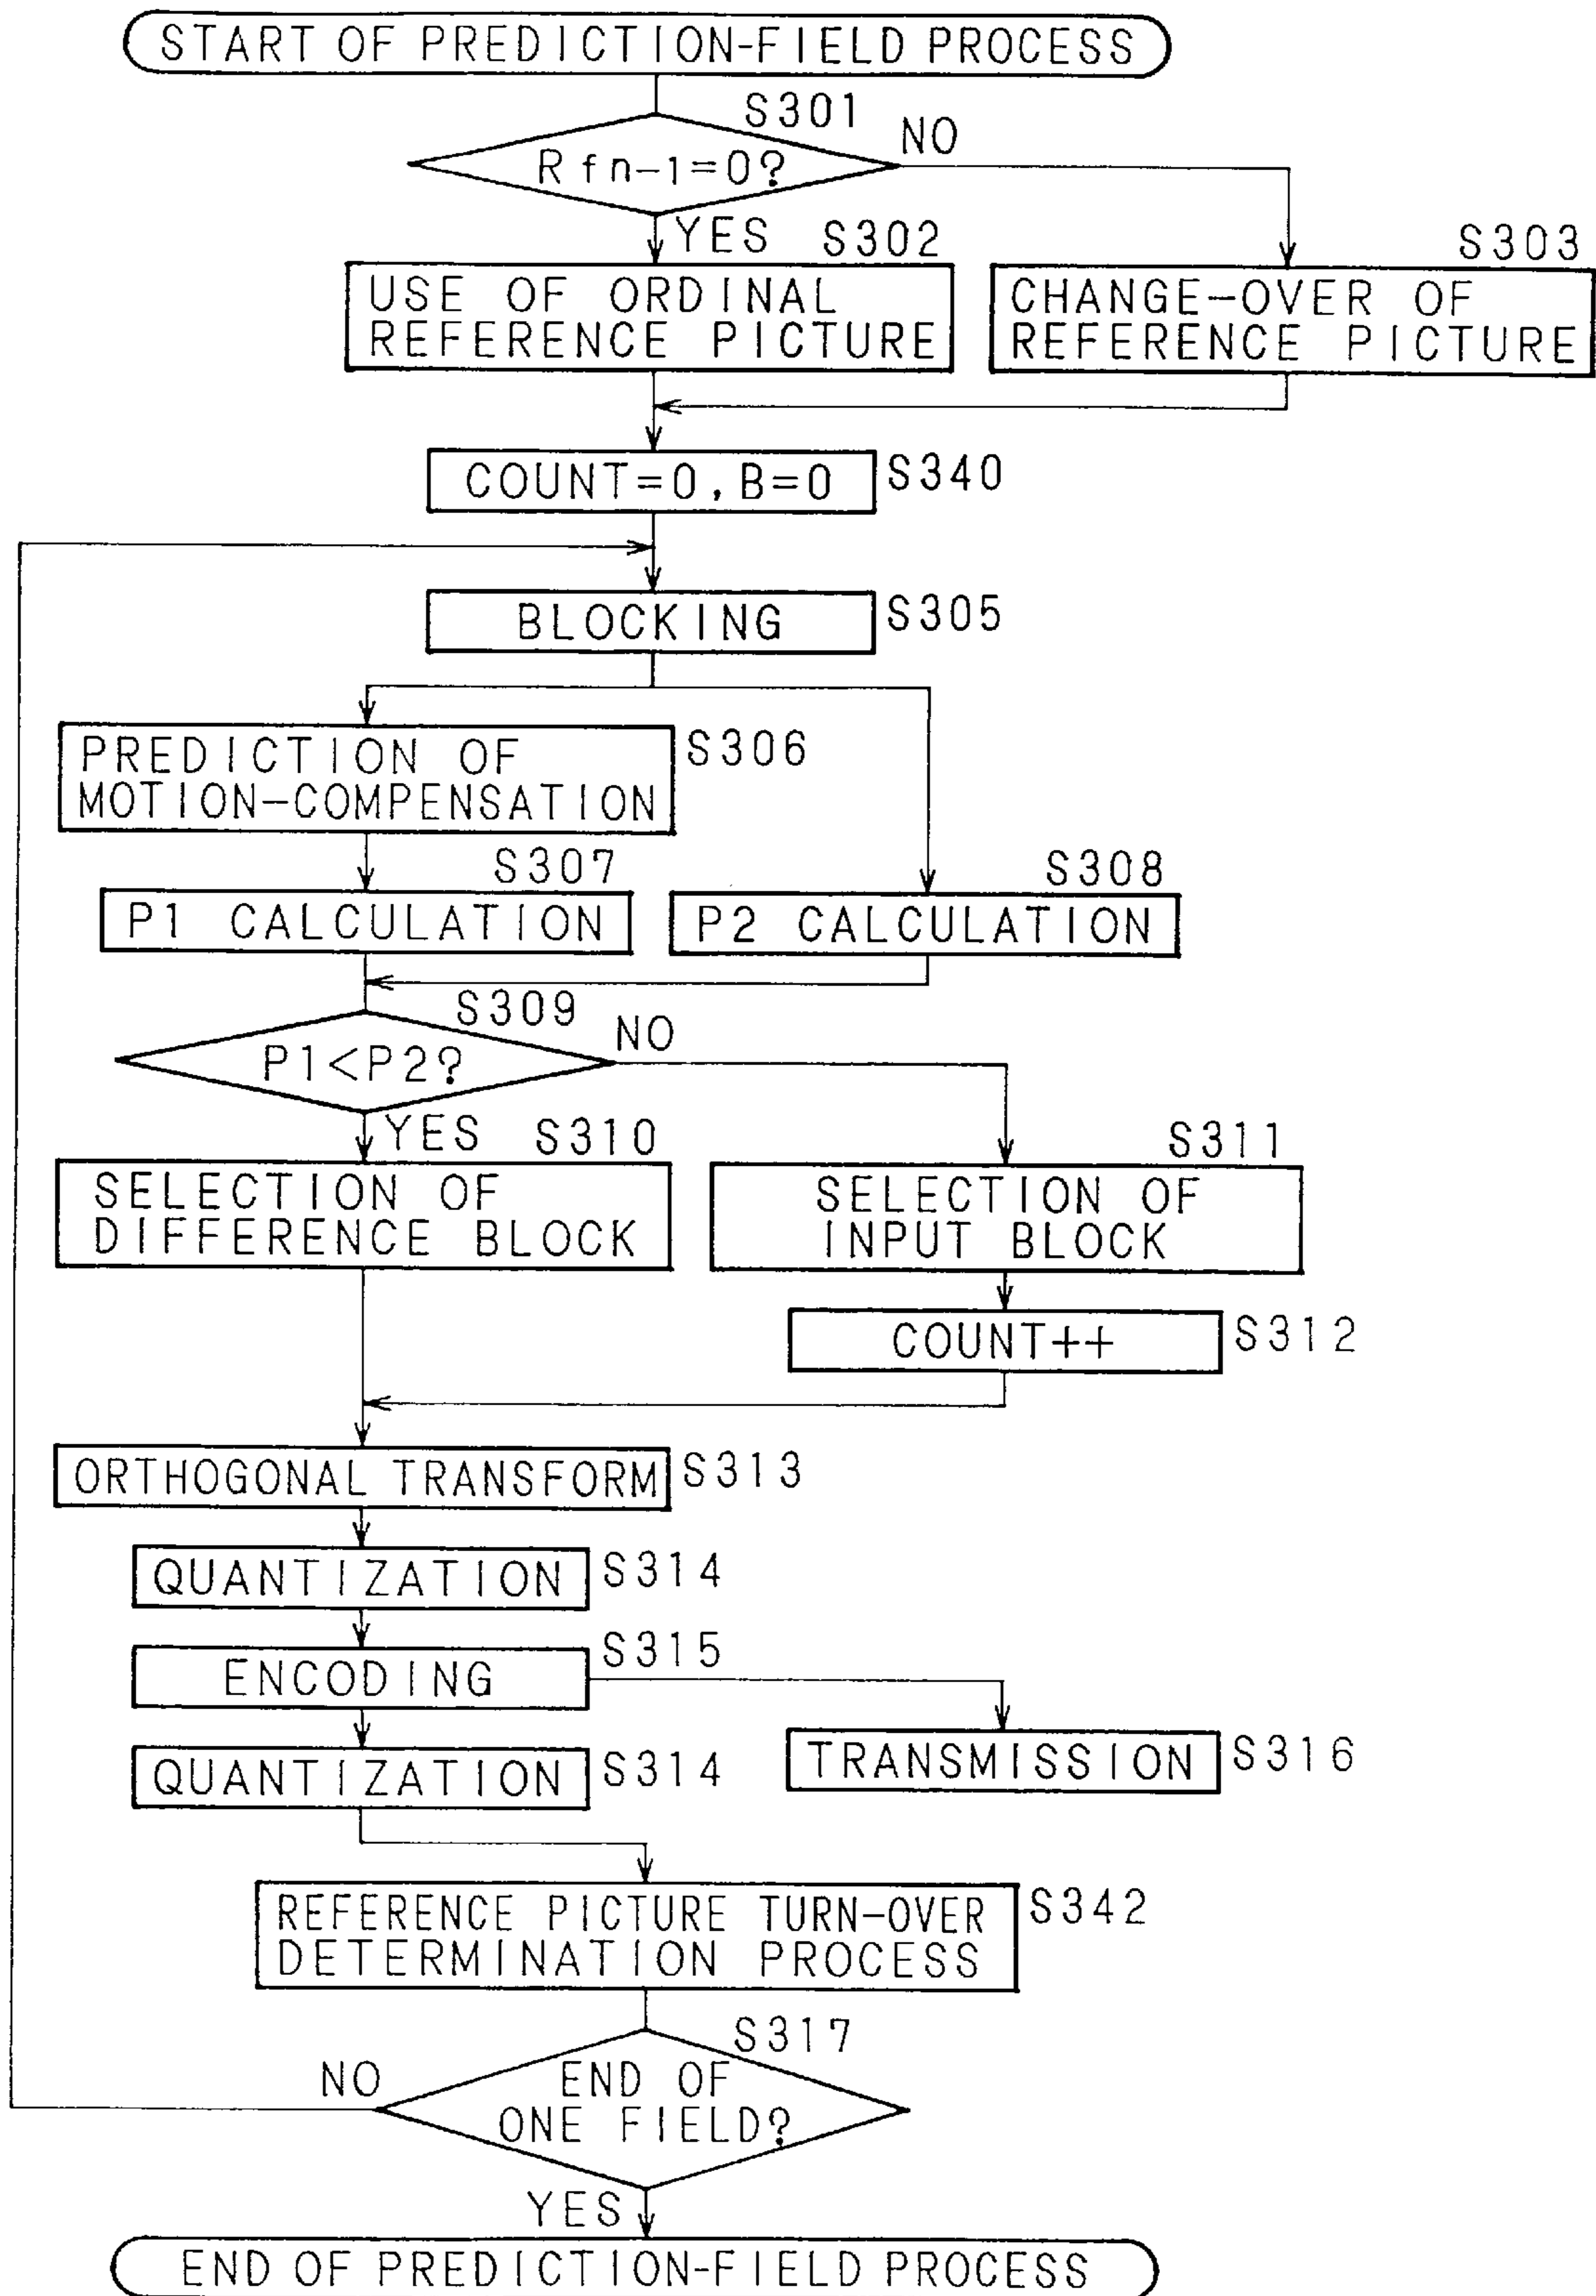 START OF PREDICTION-FIELD PROCESS
S301
Rfn-1=0?
NO
YES
S302
S303
USE OF ORDINAL
REFERENCE PICTURE
CHANGE-OVER OF
REFERENCE PICTURE
COUNT=0,B=0
S340
BLOCKING
S305
PREDICTION OF
MOTION-COMPENSATION
S306
S307
S308
P1 CALCULATION
P2 CALCULATION
S309
P1<P2?
NO
YES
S310
S311
SELECTION OF
DIFFERENCE BLOCK
SELECTION OF
INPUT BLOCK
COUNT++
S312
ORTHOGONAL TRANSFORM
S313
QUANTIZATION
S314
ENCODING
S315
QUANTIZATION
S314
TRANSMISSION
S316
REFERENCE PICTURE TURN-OVER
DETERMINATION PROCESS
S342
S317
NO
END OF
ONE FIELD?
YES
END OF PREDICTION-FIELD PROCESS